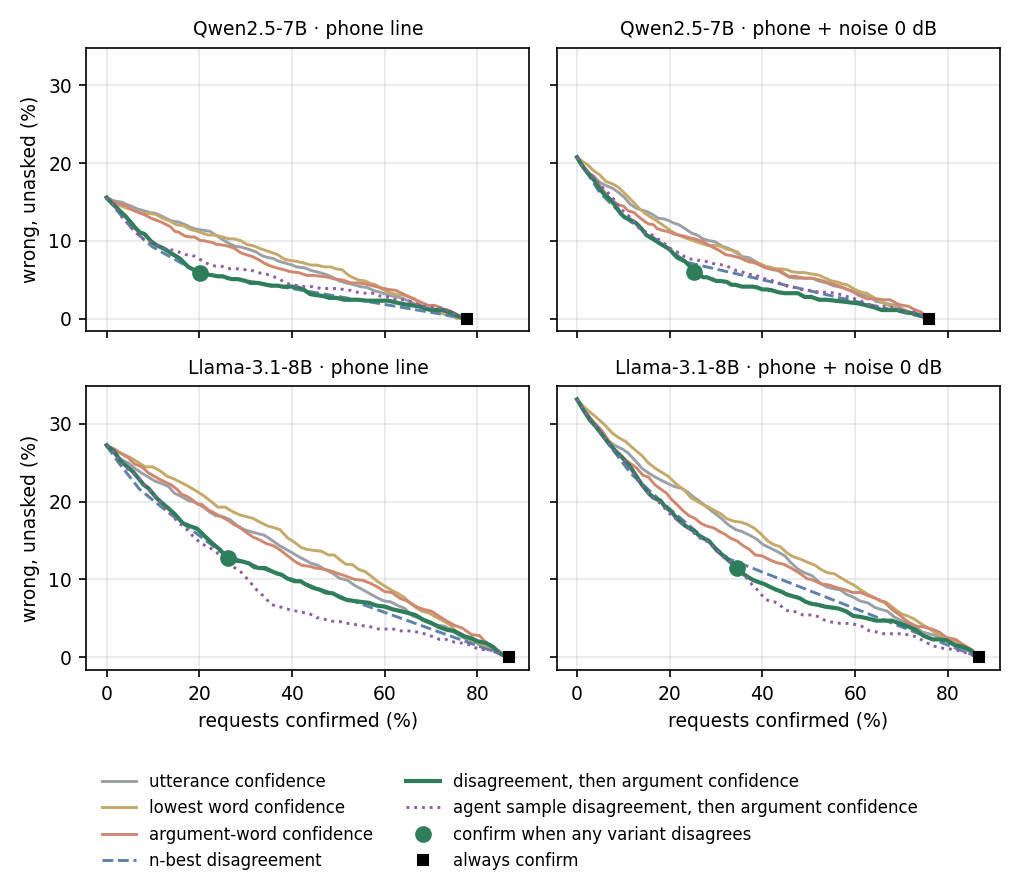 Qwen2.5-7B · phone line
Qwen2.5-7B · phone + noise 0 dB
wrong, unasked (%)
30
20
10
0
Llama-3.1-8B · phone line
Llama-3.1-8B · phone + noise 0 dB
wrong, unasked (%)
30
20
10
0
0 20 40 60 80
0 20 40 60 80
requests confirmed (%)
requests confirmed (%)
utterance confidence
lowest word confidence
argument-word confidence
n-best disagreement
disagreement, then argument confidence
agent sample disagreement, then argument confidence
confirm when any variant disagrees
always confirm